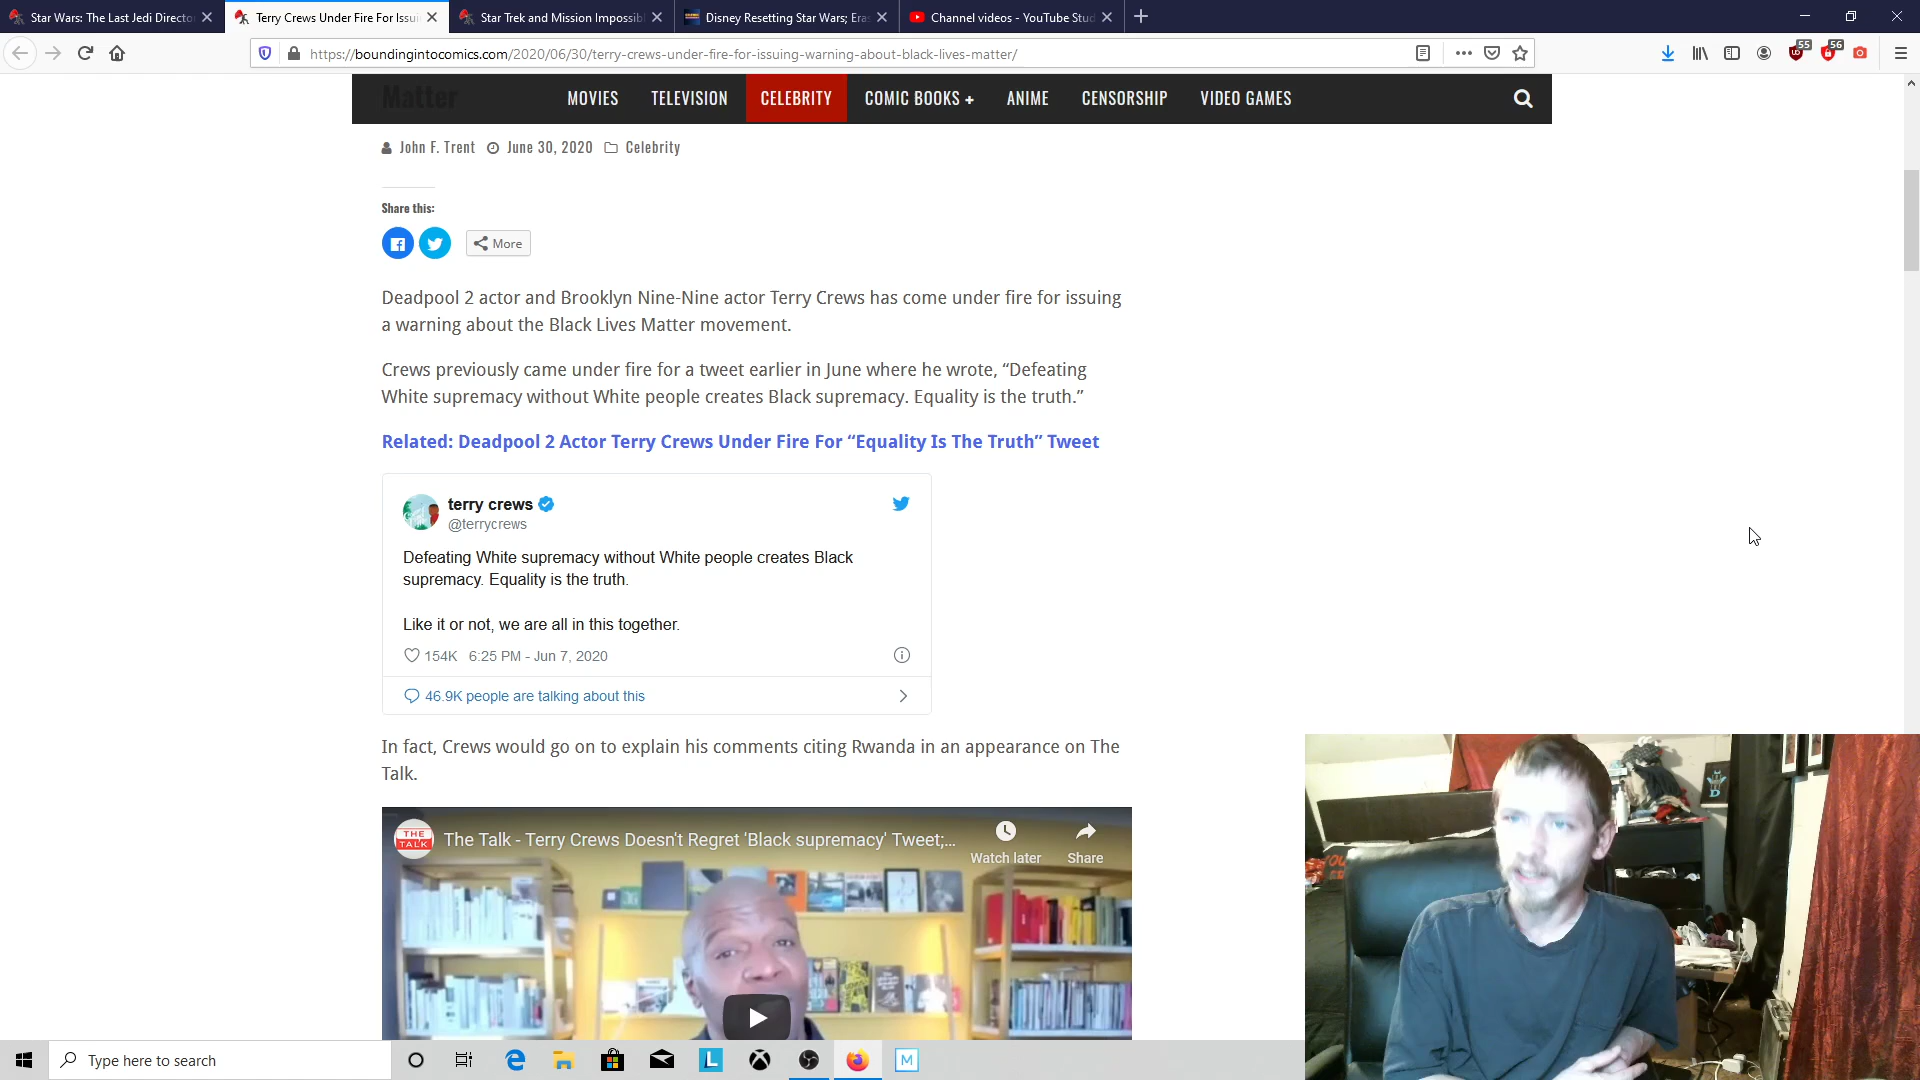 Star Wars: The Last Jedi Directo
Terry Crews Under Fire For Issui
Star Trek and Mission Impossib
Disney Resetting Star Wars; Era
Channel videos - YouTube Stud
https://boundingintocomics.com/2020/06/30/terry-crews-under-fire-for-issuing-warning-about-black-lives-matter/
55
56
Matter
MOVIES
TELEVISION
CELEBRITY
COMIC BOOKS +
ANIME
CENSORSHIP
VIDEO GAMES
John F. Trent June 30, 2020 Celebrity
Share this:
More
Deadpool 2 actor and Brooklyn Nine-Nine actor Terry Crews has come under fire for issuing
a warning about the Black Lives Matter movement.
Crews previously came under fire for a tweet earlier in June where he wrote, “Defeating
White supremacy without White people creates Black supremacy. Equality is the truth.”
Related: Deadpool 2 Actor Terry Crews Under Fire For “Equality Is The Truth” Tweet
terry crews
@terrycrews
Defeating White supremacy without White people creates Black
supremacy. Equality is the truth.
Like it or not, we are all in this together.
154K 6:25 PM - Jun 7, 2020
46.9K people are talking about this
In fact, Crews would go on to explain his comments citing Rwanda in an appearance on The
Talk.
THE
TALK
The Talk - Terry Crews Doesn't Regret 'Black supremacy' Tweet;...
Watch later
Share
Type here to search
L
M